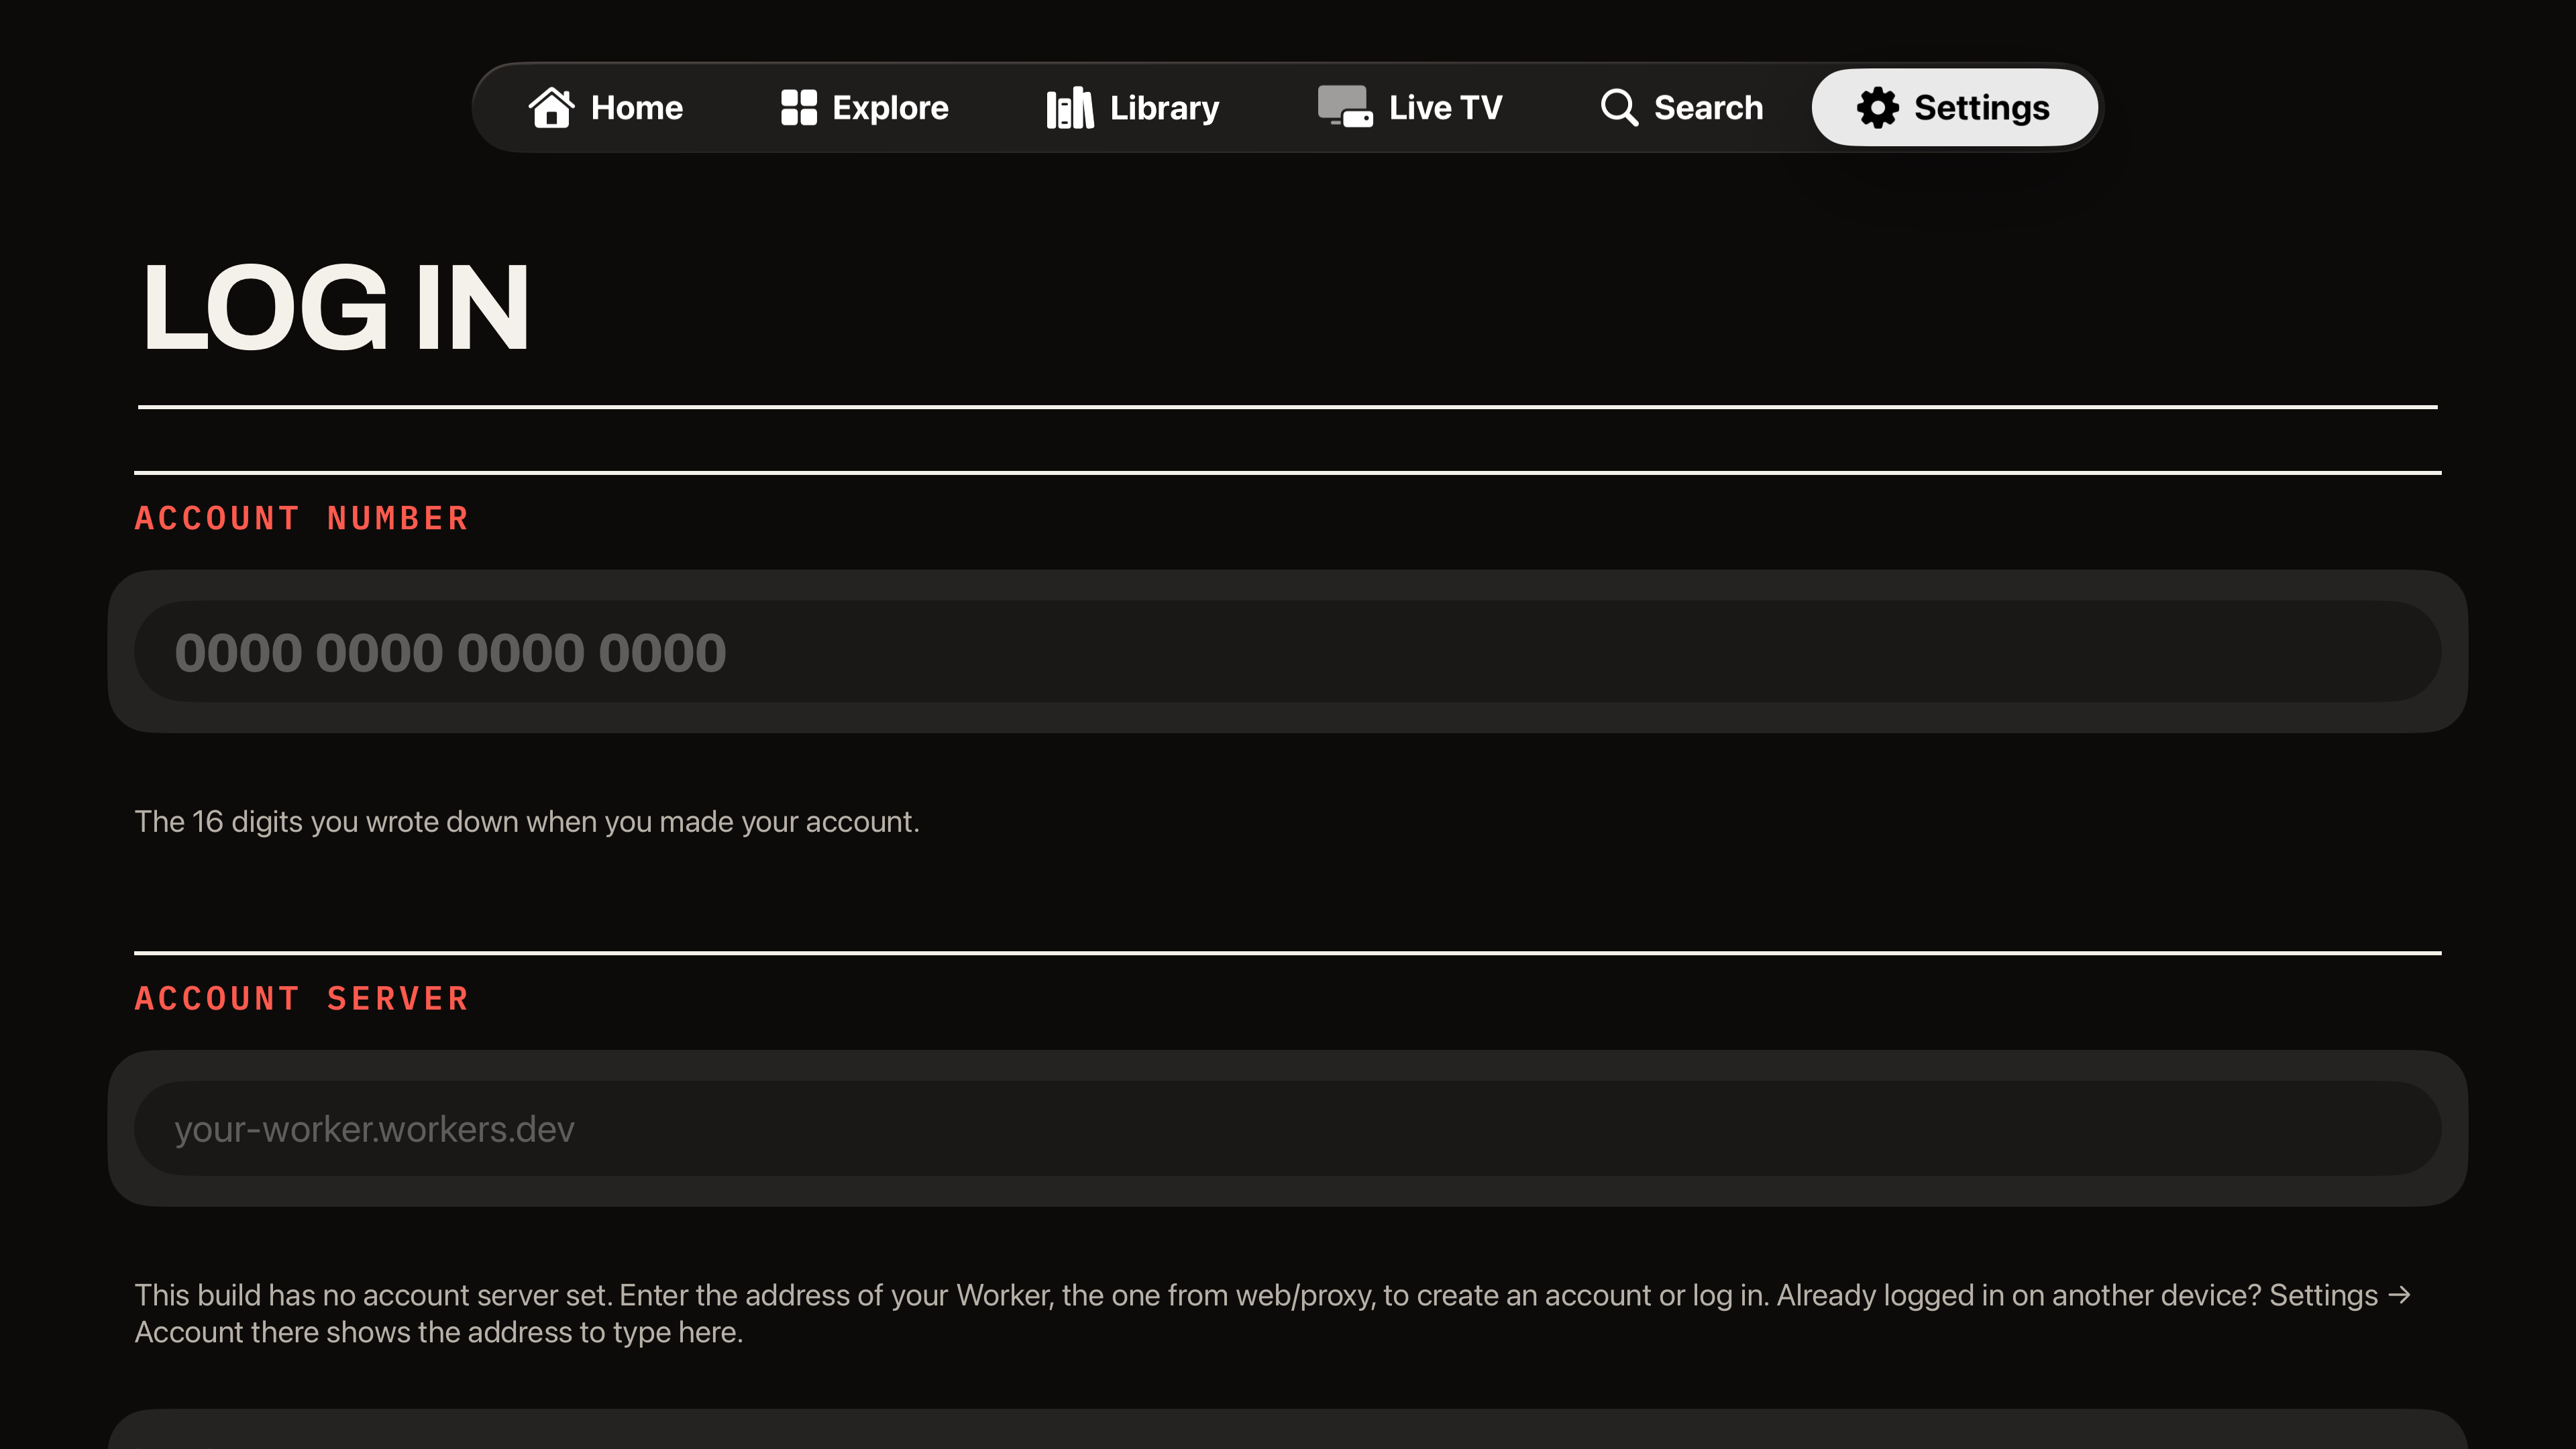 Home Explore Library Live TV Search Settings
LOG IN
ACCOUNT NUMBER
0000 0000 0000 0000
The 16 digits you wrote down when you made your account.
ACCOUNT SERVER
your-worker.workers.dev
This build has no account server set. Enter the address of your Worker, the one from web/proxy, to create an account or log in. Already logged in on another device? Settings →
Account there shows the address to type here.